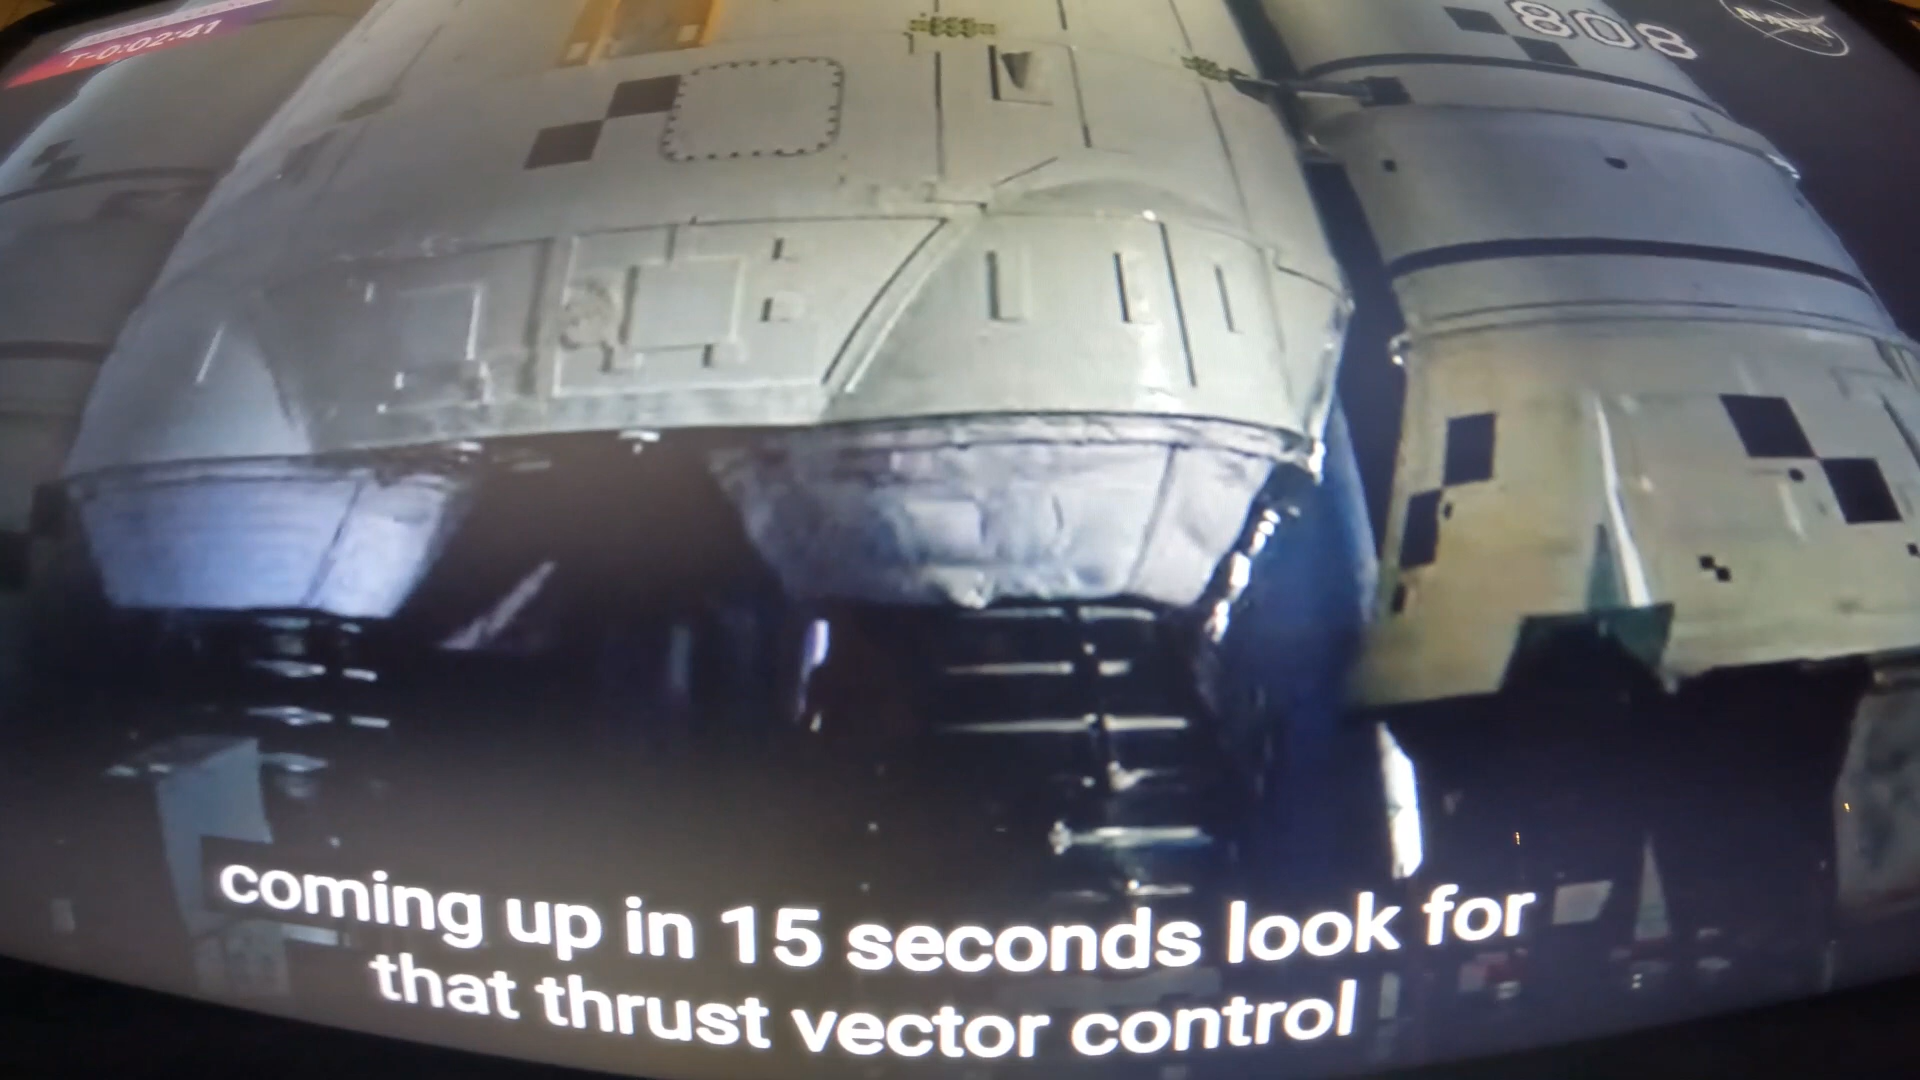 T-0:02:41
808
NASA
coming up in 15 seconds look for
that thrust vector control